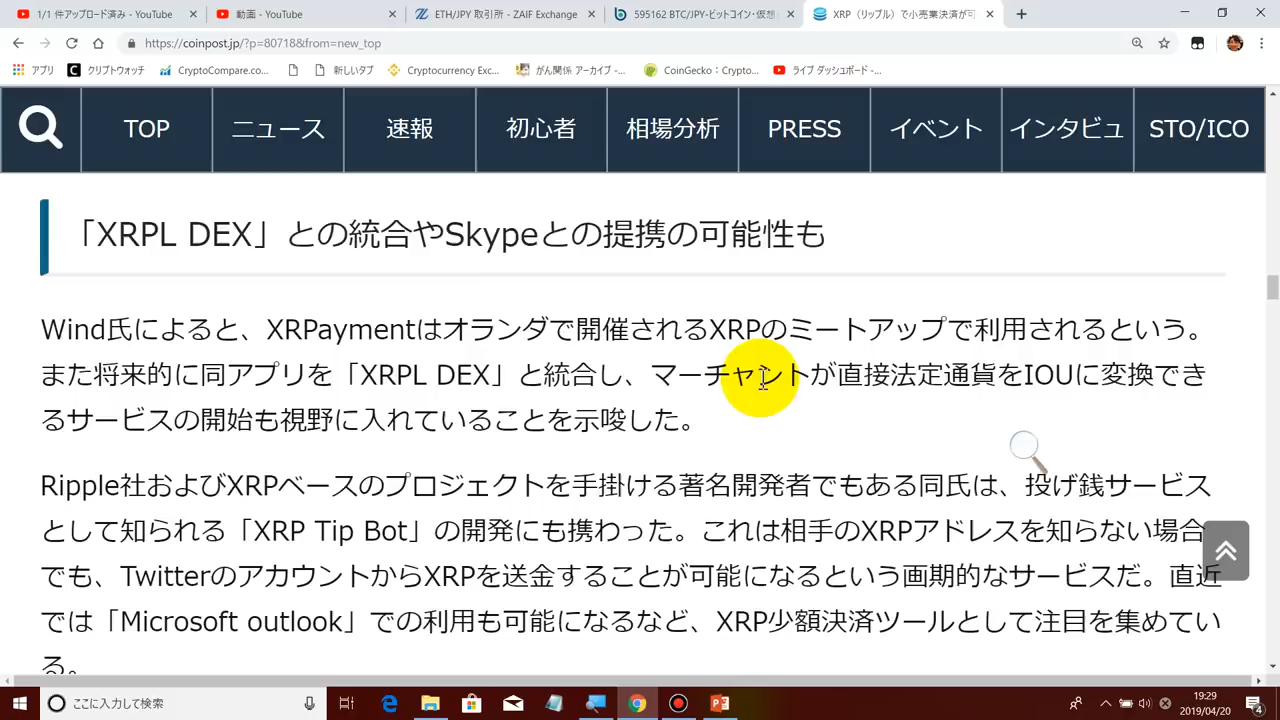 1/1 件アップロード済み - YouTube
動画 - YouTube
ETH/JPY 取引所 - ZAIF Exchange
595162 BTC/JPY-ビットコイン・仮想
XRP（リップル）で小売業決済が可
https://coinpost.jp/?p=80718&from=new_top
アプリ
クリプトウォッチ
CryptoCompare.co...
新しいタブ
Cryptocurrency Exc...
がん関係 アーカイブ -...
CoinGecko：Crypto...
ライブ ダッシュボード -...
TOP
ニュース
速報
初心者
相場分析
PRESS
イベント
インタビュ
STO/ICO
「XRPL DEX」との統合やSkypeとの提携の可能性も
Wind氏によると、XRPaymentはオランダで開催されるXRPのミートアップで利用されるという。
また将来的に同アプリを「XRPL DEX」と統合し、マーチャントが直接法定通貨をIOUに変換でき
るサービスの開始も視野に入れていることを示唆した。
Ripple社およびXRPベースのプロジェクトを手掛ける著名開発者でもある同氏は、投げ銭サービス
として知られる「XRP Tip Bot」の開発にも携わった。これは相手のXRPアドレスを知らない場合
でも、TwitterのアカウントからXRPを送金することが可能になるという画期的なサービスだ。直近
では「Microsoft outlook」での利用も可能になるなど、XRP少額決済ツールとして注目を集めてい
る。
ここに入力して検索
19:29
2019/04/20
4